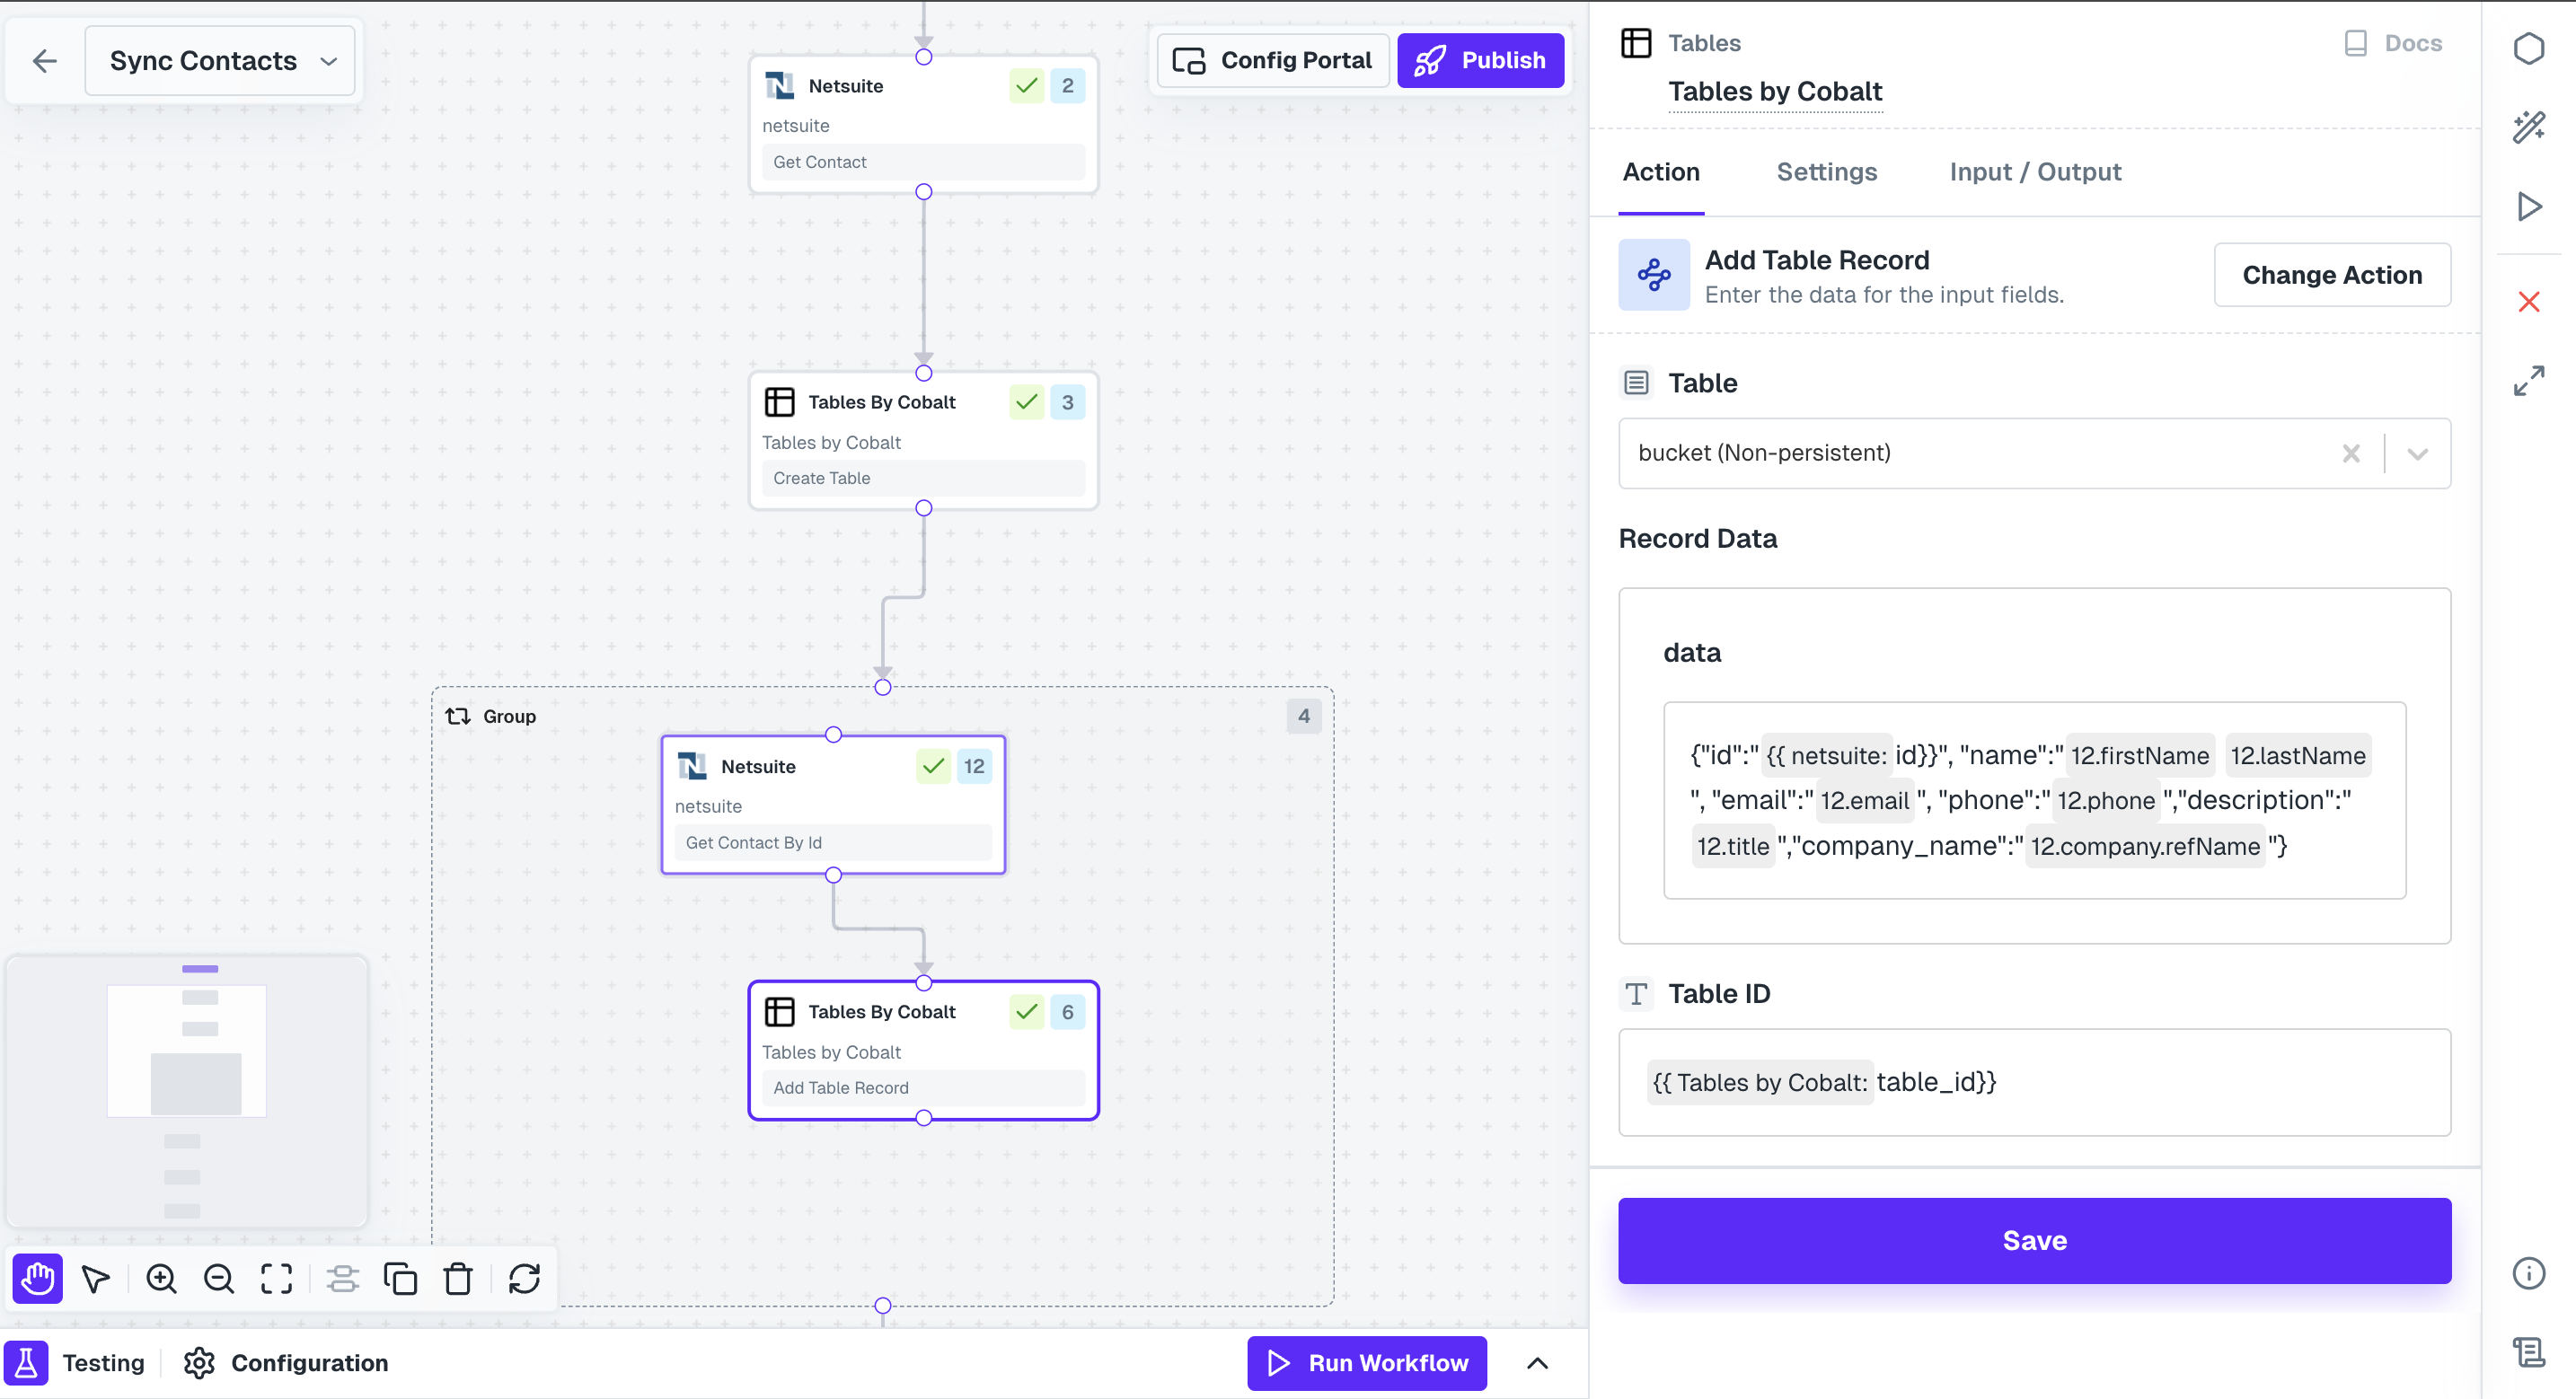 Sync Contacts
Config Portal
Publish
Netsuite
2
netsuite
Get Contact
Tables By Cobalt
3
Tables by Cobalt
Create Table
Group
4
Netsuite
12
netsuite
Get Contact By Id
Tables By Cobalt
6
Tables by Cobalt
Add Table Record
Testing
Configuration
Run Workflow
Tables
Docs
Tables by Cobalt
Action
Settings
Input / Output
Add Table Record
Enter the data for the input fields.
Change Action
Table
bucket (Non-persistent)
Record Data
data
{"id":" {{ netsuite: id}}", "name":" 12.firstName 12.lastName
", "email":" 12.email ", "phone":" 12.phone ","description":"
12.title ","company_name":" 12.company.refName "}
Table ID
{{ Tables by Cobalt: table_id}}
Save